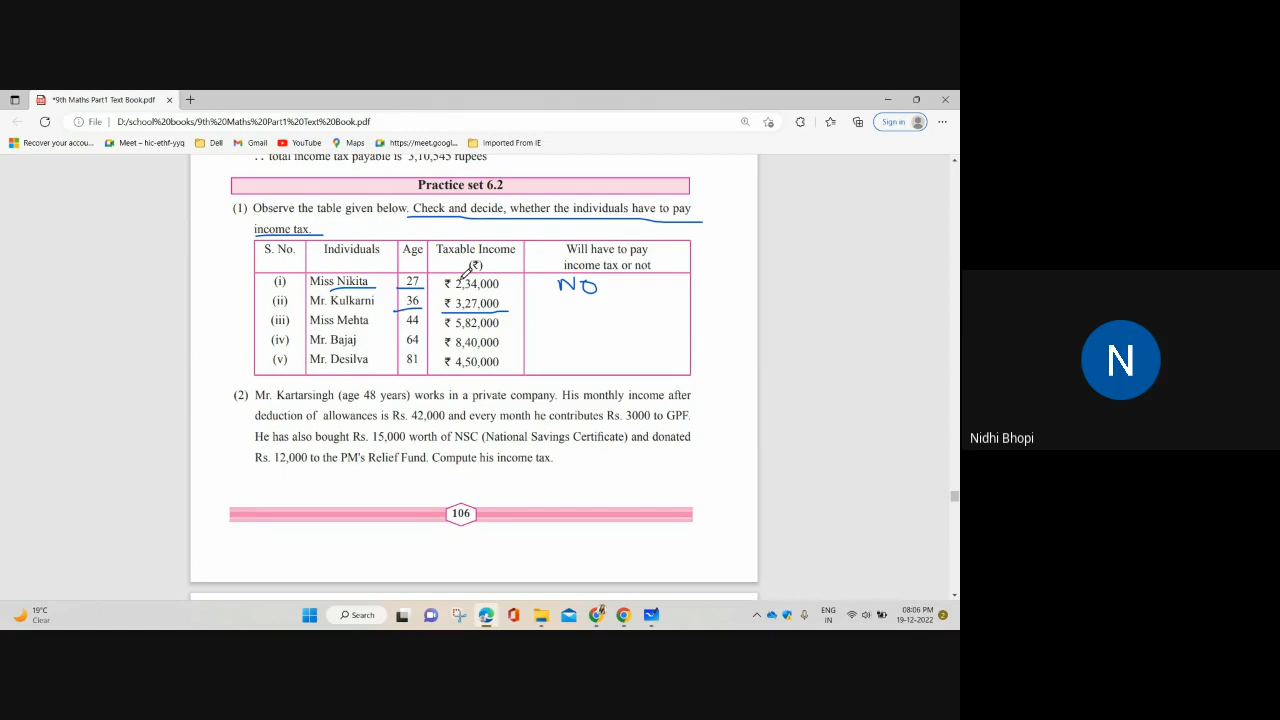 *9th Maths Part1 Text Book.pdf
File D:/school%20books/9th%20Maths%20Part1%20Text%20Book.pdf Sign in
Recover your accou... Meet – hic-ethf-yyq Dell Gmail YouTube Maps https://meet.googl... Imported From IE
∴ total income tax payable is 3,10,545 rupees
Practice set 6.2
(1) Observe the table given below. Check and decide, whether the individuals have to pay
income tax.
S. No. Individuals Age Taxable Income Will have to pay
(₹) income tax or not
(i) Miss Nikita 27 ₹ 2,34,000 NO
(ii) Mr. Kulkarni 36 ₹ 3,27,000
(iii) Miss Mehta 44 ₹ 5,82,000
(iv) Mr. Bajaj 64 ₹ 8,40,000
(v) Mr. Desilva 81 ₹ 4,50,000
(2) Mr. Kartarsingh (age 48 years) works in a private company. His monthly income after
deduction of allowances is Rs. 42,000 and every month he contributes Rs. 3000 to GPF.
He has also bought Rs. 15,000 worth of NSC (National Savings Certificate) and donated
Rs. 12,000 to the PM's Relief Fund. Compute his income tax.
106
N
Nidhi Bhopi
19°C
Clear
Search
ENG
IN
08:06 PM
19-12-2022
2